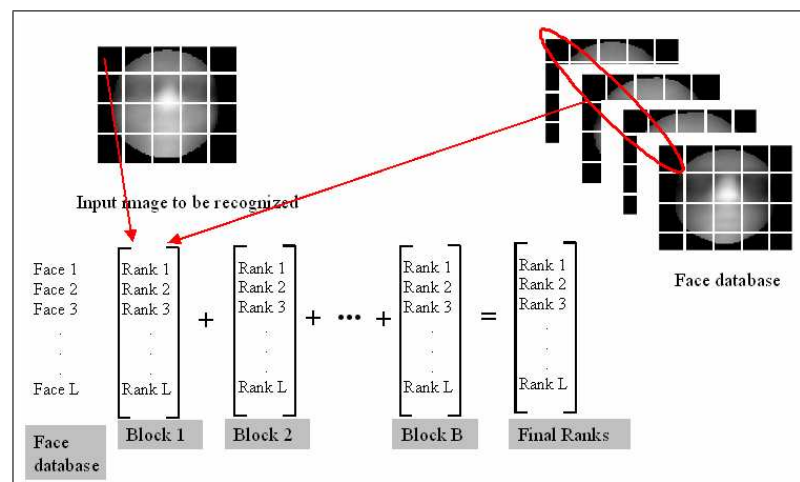 Input image to be recognized
Face database
Face 1 Rank 1 Rank 1 Rank 1 Rank 1
Face 2 Rank 2 Rank 2 Rank 2 Rank 2
Face 3 Rank 3 + Rank 3 + ••• + Rank 3 = Rank 3
. . . . .
. . . . .
. . . . .
Face L Rank L Rank L Rank L Rank L
Face database Block 1 Block 2 Block B Final Ranks